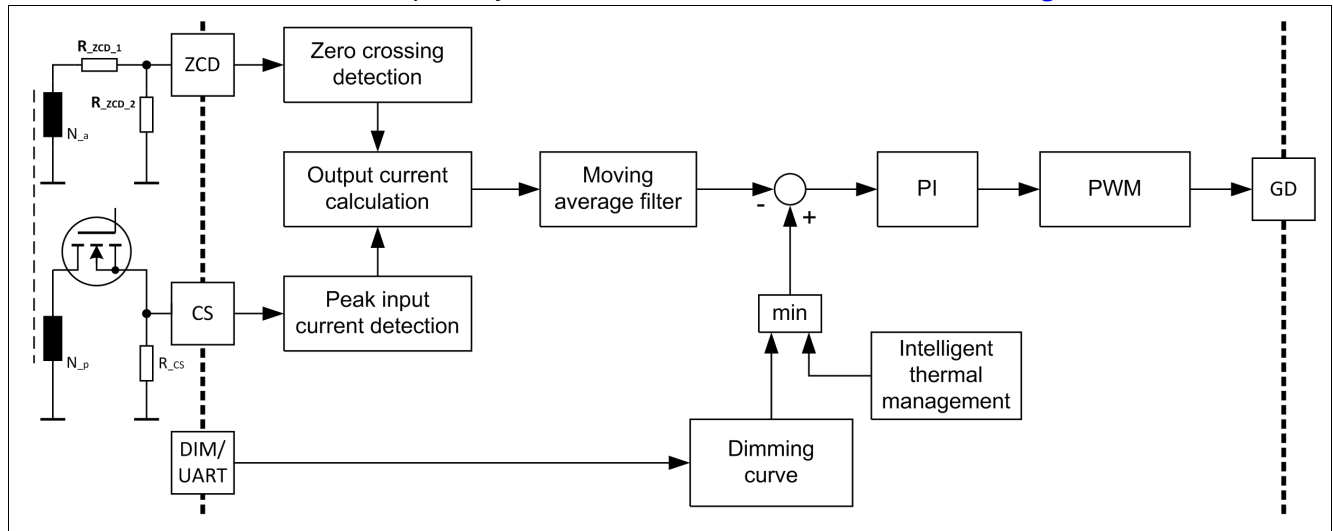 R_ZCD_1
ZCD
Zero crossing
detection
R_ZCD_2
N_a
Output current
calculation
Moving
average filter
-
+
PI
PWM
GD
CS
Peak input
current detection
min
N_p
R_CS
Intelligent
thermal
management
DIM/
UART
Dimming
curve